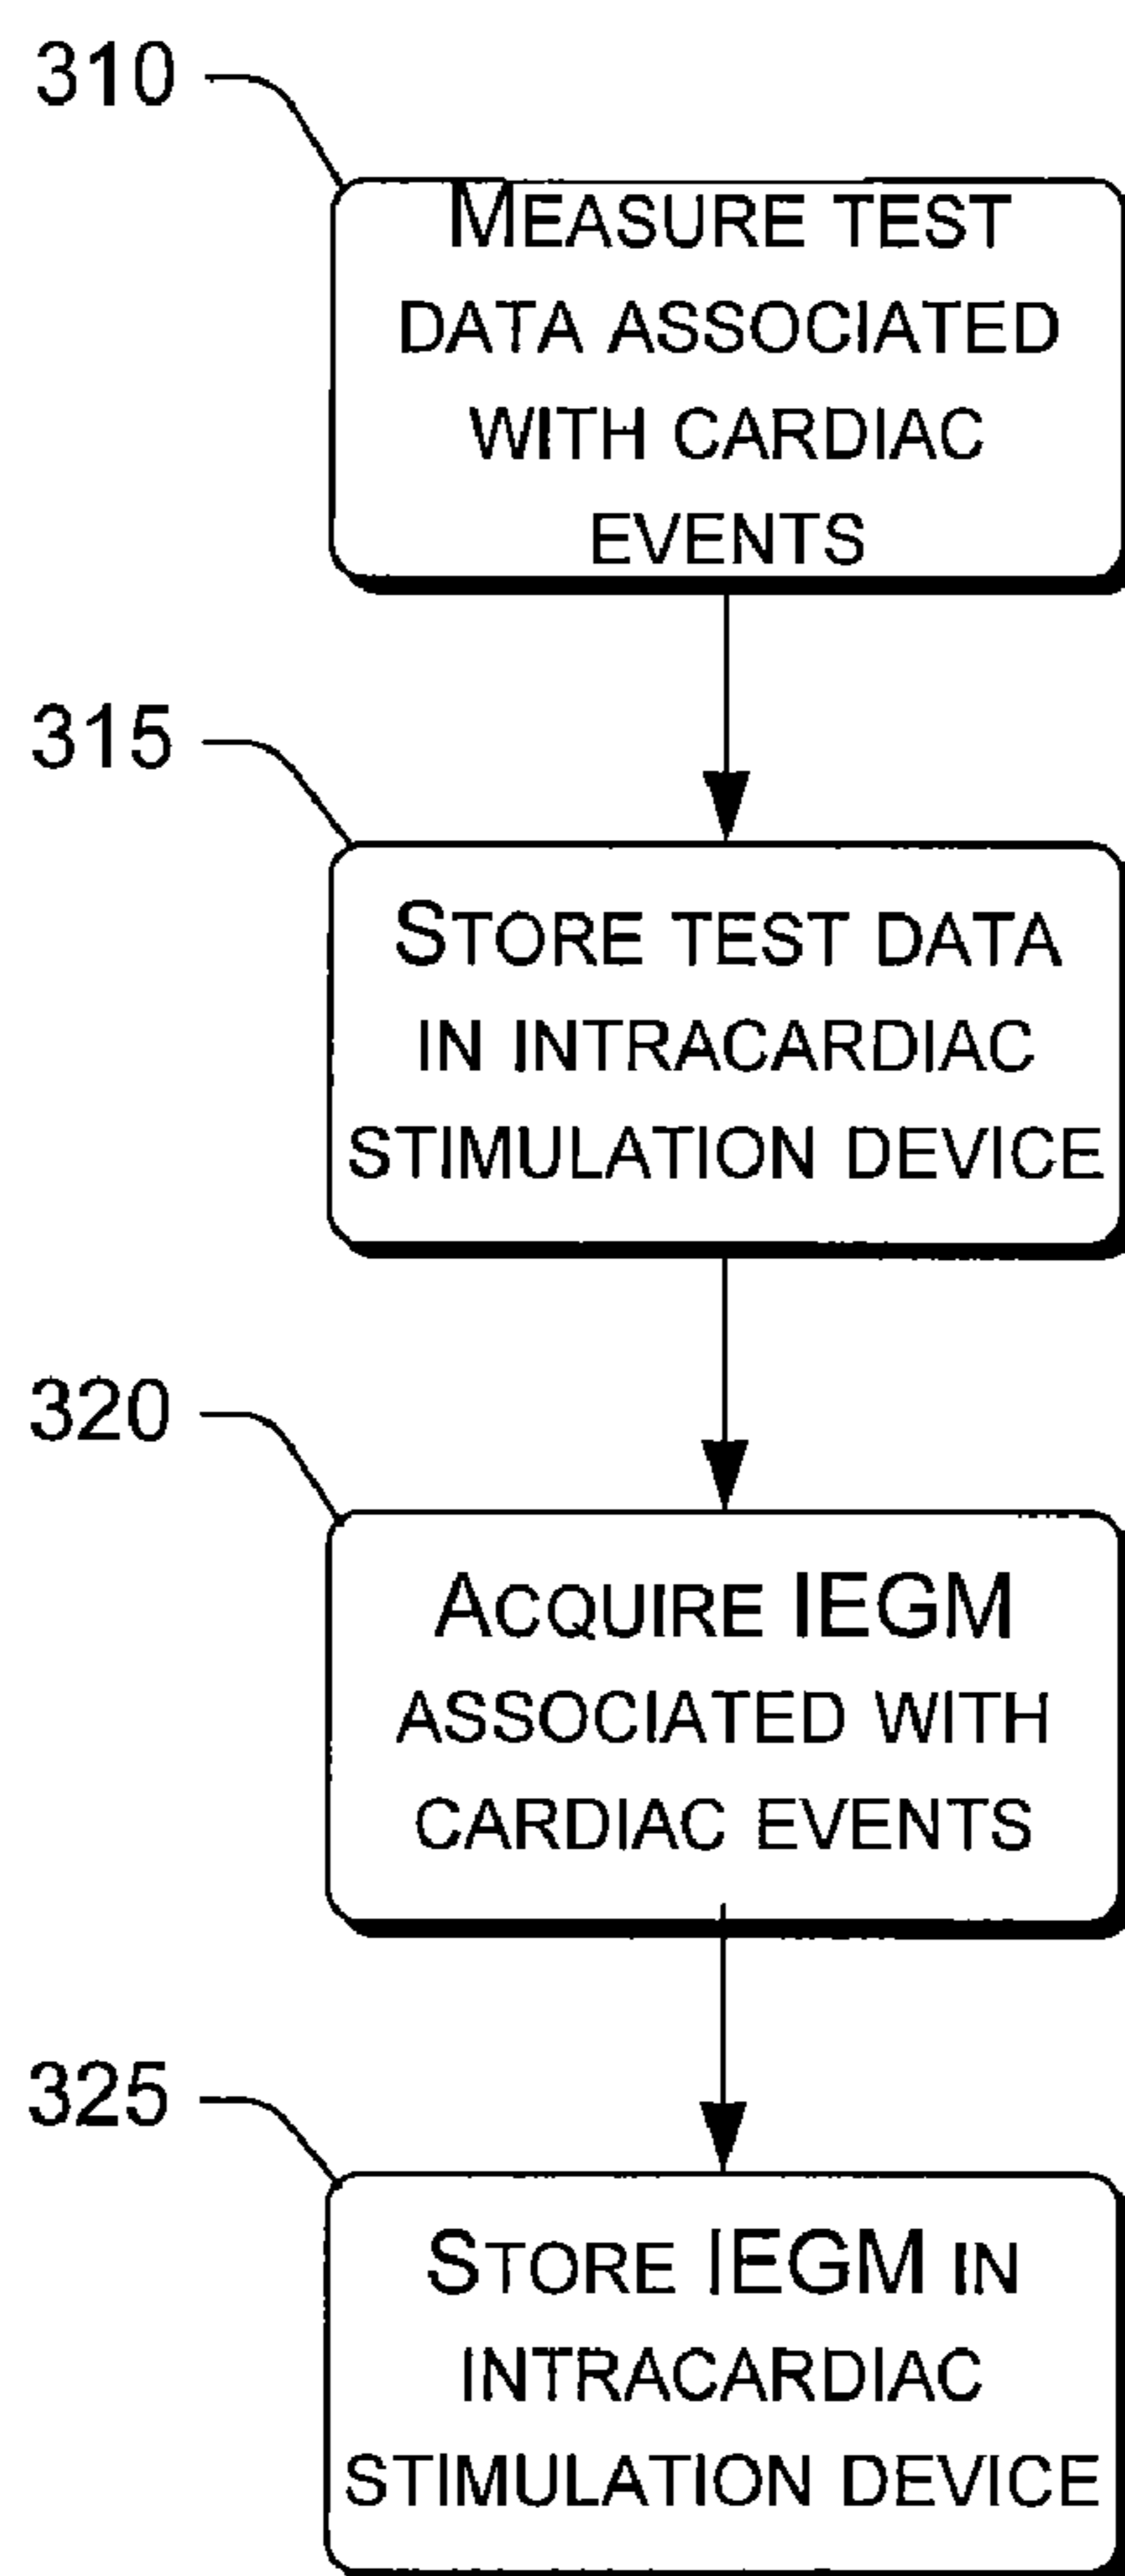 310
MEASURE TEST
DATA ASSOCIATED
WITH CARDIAC
EVENTS
315
STORE TEST DATA
IN INTRACARDIAC
STIMULATION DEVICE
320
ACQUIRE IEGM
ASSOCIATED WITH
CARDIAC EVENTS
325
STORE IEGM IN
INTRACARDIAC
STIMULATION DEVICE